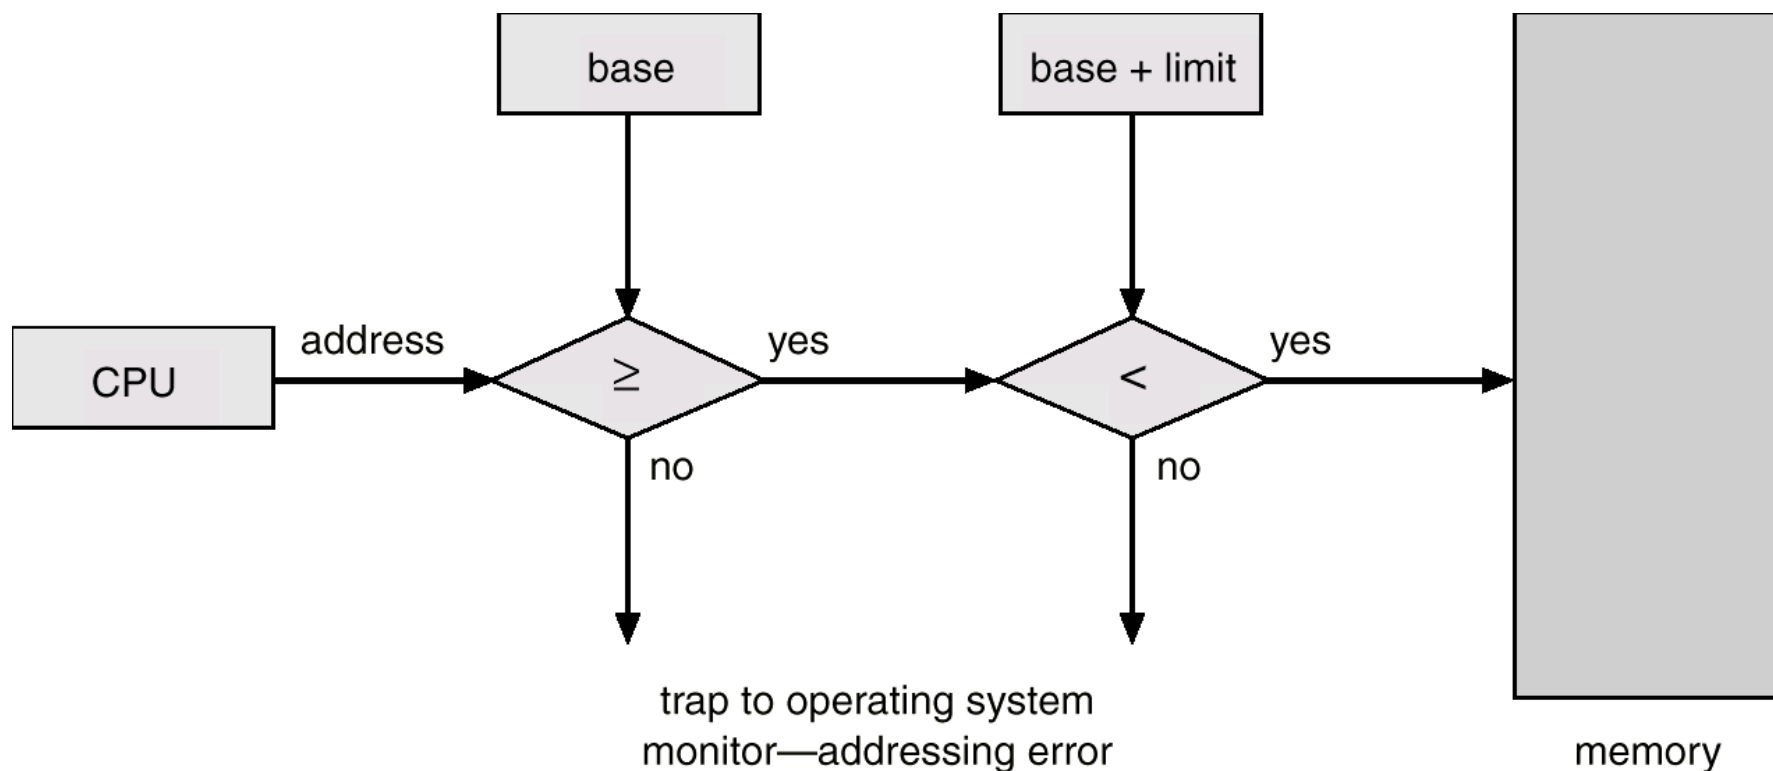 base
base + limit
CPU
address
≥
yes
<
yes
no
no
trap to operating system
monitor—addressing error
memory